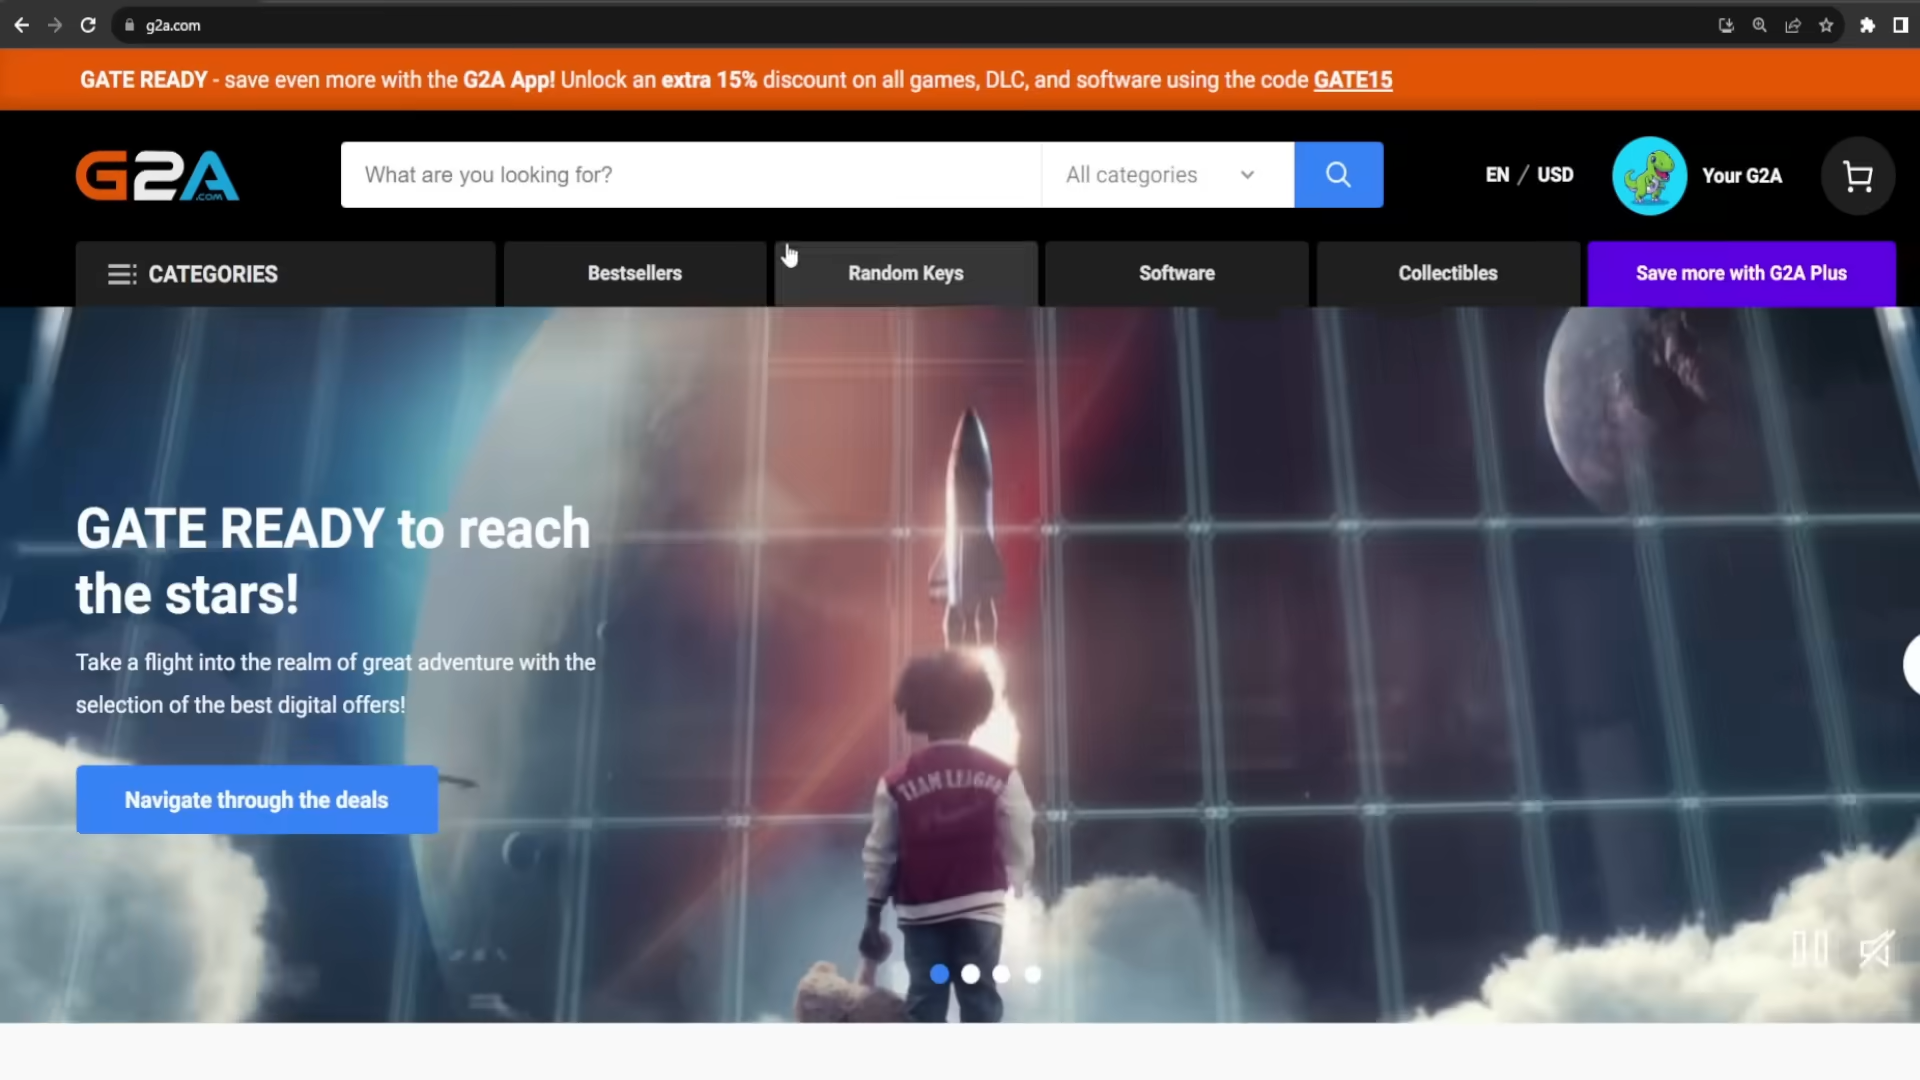 g2a.com
GATE READY - save even more with the G2A App! Unlock an extra 15% discount on all games, DLC, and software using the code GATE15
G2A.COM
What are you looking for?
All categories
EN / USD
Your G2A
CATEGORIES
Bestsellers
Random Keys
Software
Collectibles
Save more with G2A Plus
GATE READY to reach
the stars!
Take a flight into the realm of great adventure with the
selection of the best digital offers!
Navigate through the deals
TEAM LEAGUE